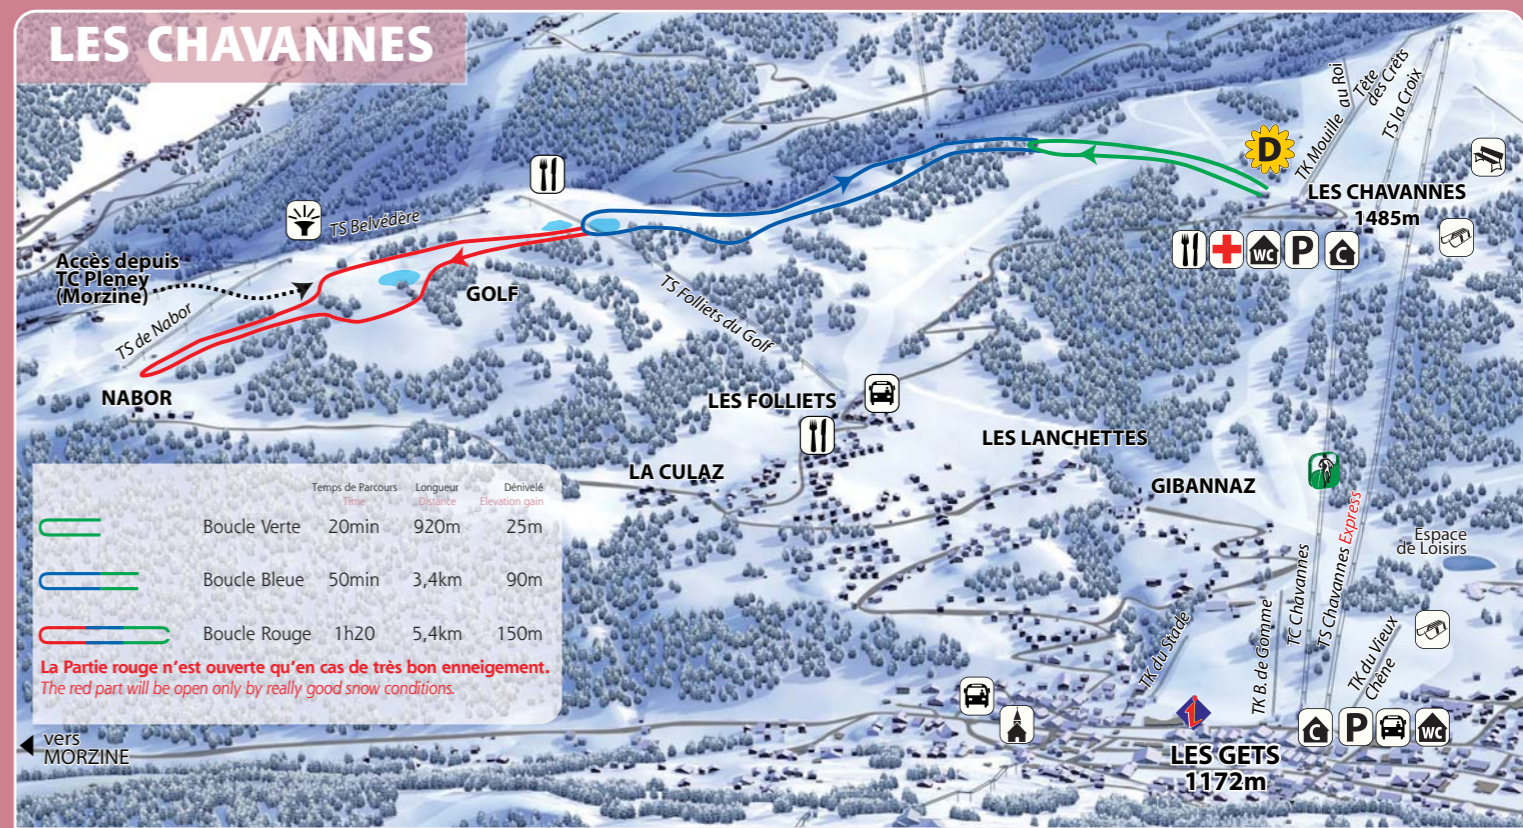 LES CHAVANNES
TK Mouille au Roi
Tête
des Crêts
TS la Croix
D
LES CHAVANNES
1485m
WC
P
C
TS Belvédère
Accès depuis
TC Pleney
(Morzine)
TS de Nabor
GOLF
TS Folliets du Golf
NABOR
LES FOLLIETS
LES LANCHETTES
LA CULAZ
GIBANNAZ
Temps de Parcours
Time
Longueur
Distance
Dénivelé
Elevation gain
Boucle Verte 20min 920m 25m
Boucle Bleue 50min 3,4km 90m
Boucle Rouge 1h20 5,4km 150m
La Partie rouge n'est ouverte qu'en cas de très bon enneigement.
The red part will be open only by really good snow conditions.
Espace
de Loisirs
TK du Stade
TK B. de Gomme
TC Chavannes
TS Chavannes Express
TK du Vieux
Chêne
i
C
P
WC
vers
MORZINE
LES GETS
1172m